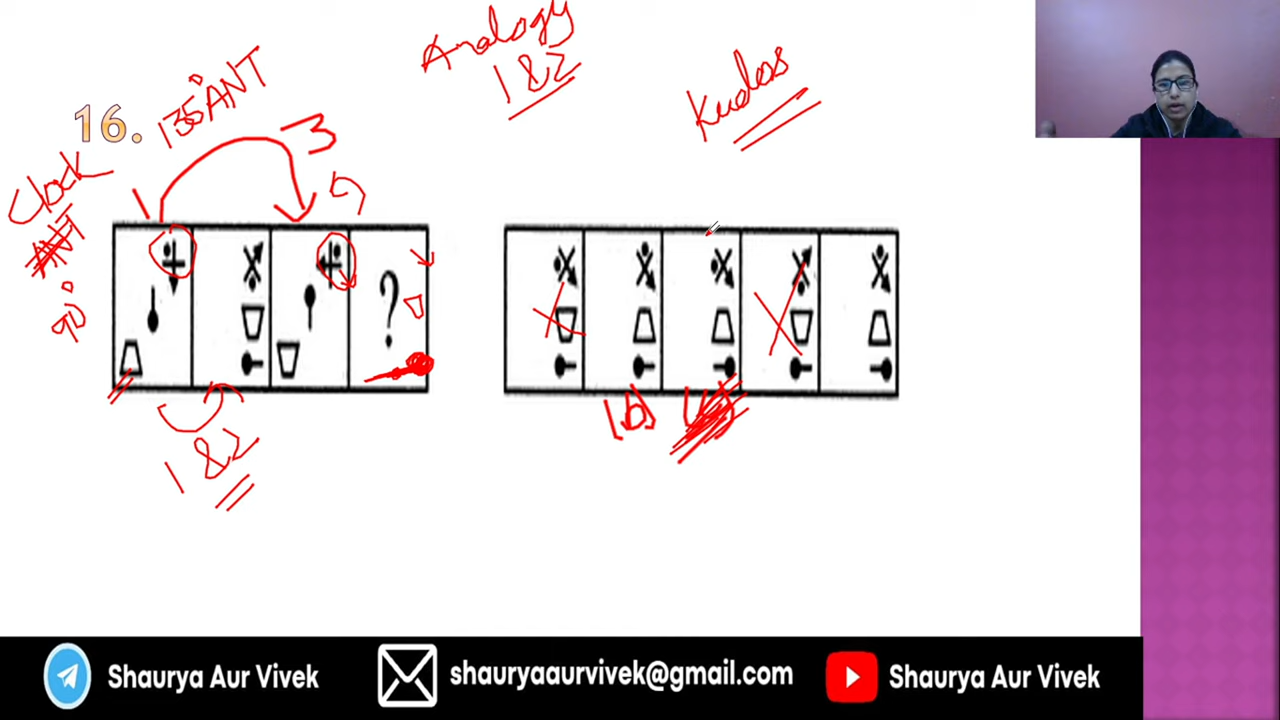 Analogy
1 & 2
Kudos
16.
135° ANT
3
Clock
ANT
90°
1
?
1 & 2
(b)
Shaurya Aur Vivek
shauryaaurvivek@gmail.com
Shaurya Aur Vivek